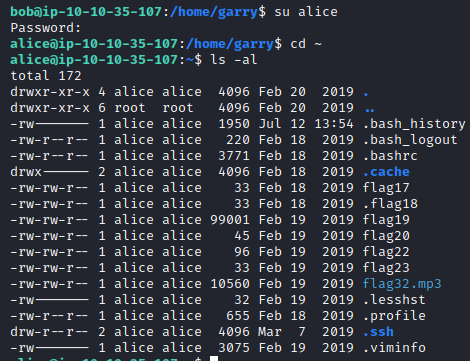 bob@ip-10-10-35-107:/home/garry$ su alice
Password:
alice@ip-10-10-35-107:/home/garry$ cd ~
alice@ip-10-10-35-107:~$ ls -al
total 172
drwxr-xr-x 4 alice alice  4096 Feb 20  2019 .
drwxr-xr-x 6 root  root   4096 Feb 20  2019 ..
-rw------- 1 alice alice  1950 Jul 12 13:54 .bash_history
-rw-r--r-- 1 alice alice   220 Feb 18  2019 .bash_logout
-rw-r--r-- 1 alice alice  3771 Feb 18  2019 .bashrc
drwx------ 2 alice alice  4096 Feb 18  2019 .cache
-rw-rw-r-- 1 alice alice    33 Feb 18  2019 flag17
-rw-rw-r-- 1 alice alice    33 Feb 18  2019 .flag18
-rw-rw-r-- 1 alice alice 99001 Feb 19  2019 flag19
-rw-rw-r-- 1 alice alice    45 Feb 19  2019 flag20
-rw-rw-r-- 1 alice alice    96 Feb 19  2019 flag22
-rw-rw-r-- 1 alice alice    33 Feb 19  2019 flag23
-rw-rw-r-- 1 alice alice 10560 Feb 19  2019 flag32.mp3
-rw------- 1 alice alice    32 Feb 19  2019 .lesshst
-rw-r--r-- 1 alice alice   655 Feb 18  2019 .profile
drw-r--r-- 2 alice alice  4096 Mar  7  2019 .ssh
-rw------- 1 alice alice  3075 Feb 19  2019 .viminfo